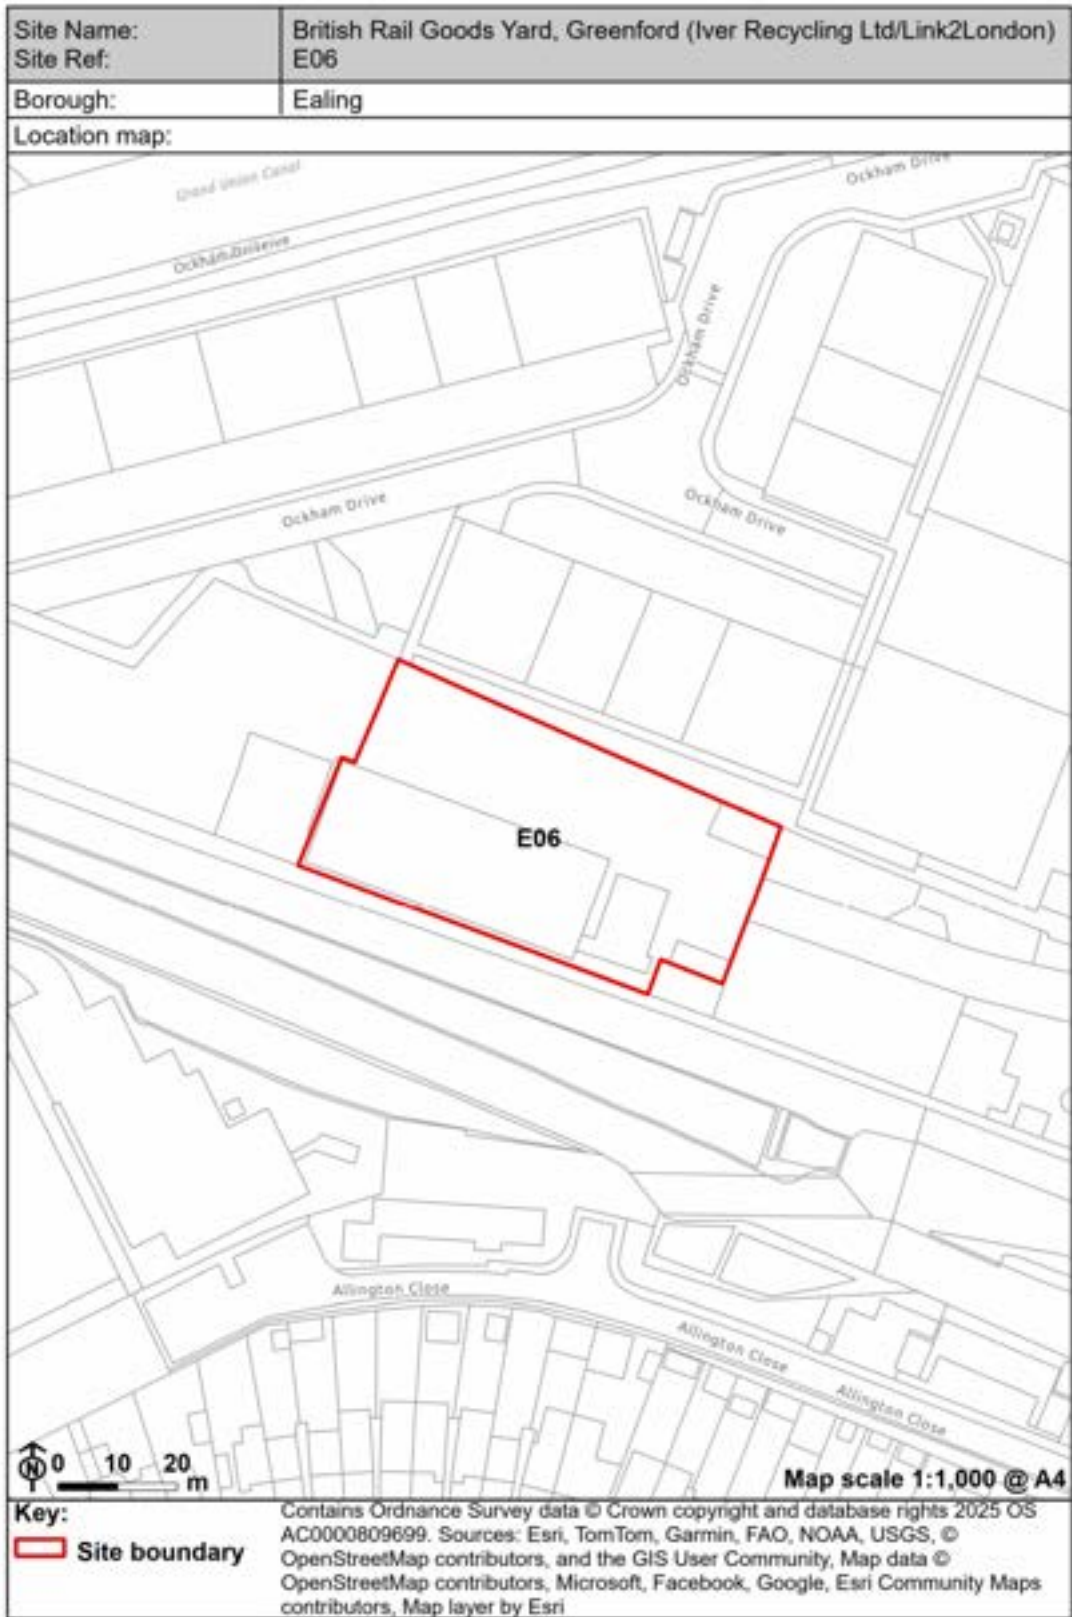 Site Name: British Rail Goods Yard, Greenford (Iver Recycling Ltd/Link2London)
Site Ref: E06
Borough: Ealing
Location map:
Grand Union Canal
Ockham Drive
Ockham Drive
Ockham Drive
Ockham Drive
Ockham Drive
E06
Allington Close
Allington Close
Allington Close
N 0 10 20
m
Map scale 1:1,000 @ A4
Key:
Site boundary
Contains Ordnance Survey data © Crown copyright and database rights 2025 OS
AC0000809699. Sources: Esri, TomTom, Garmin, FAO, NOAA, USGS, ©
OpenStreetMap contributors, and the GIS User Community, Map data ©
OpenStreetMap contributors, Microsoft, Facebook, Google, Esri Community Maps
contributors, Map layer by Esri